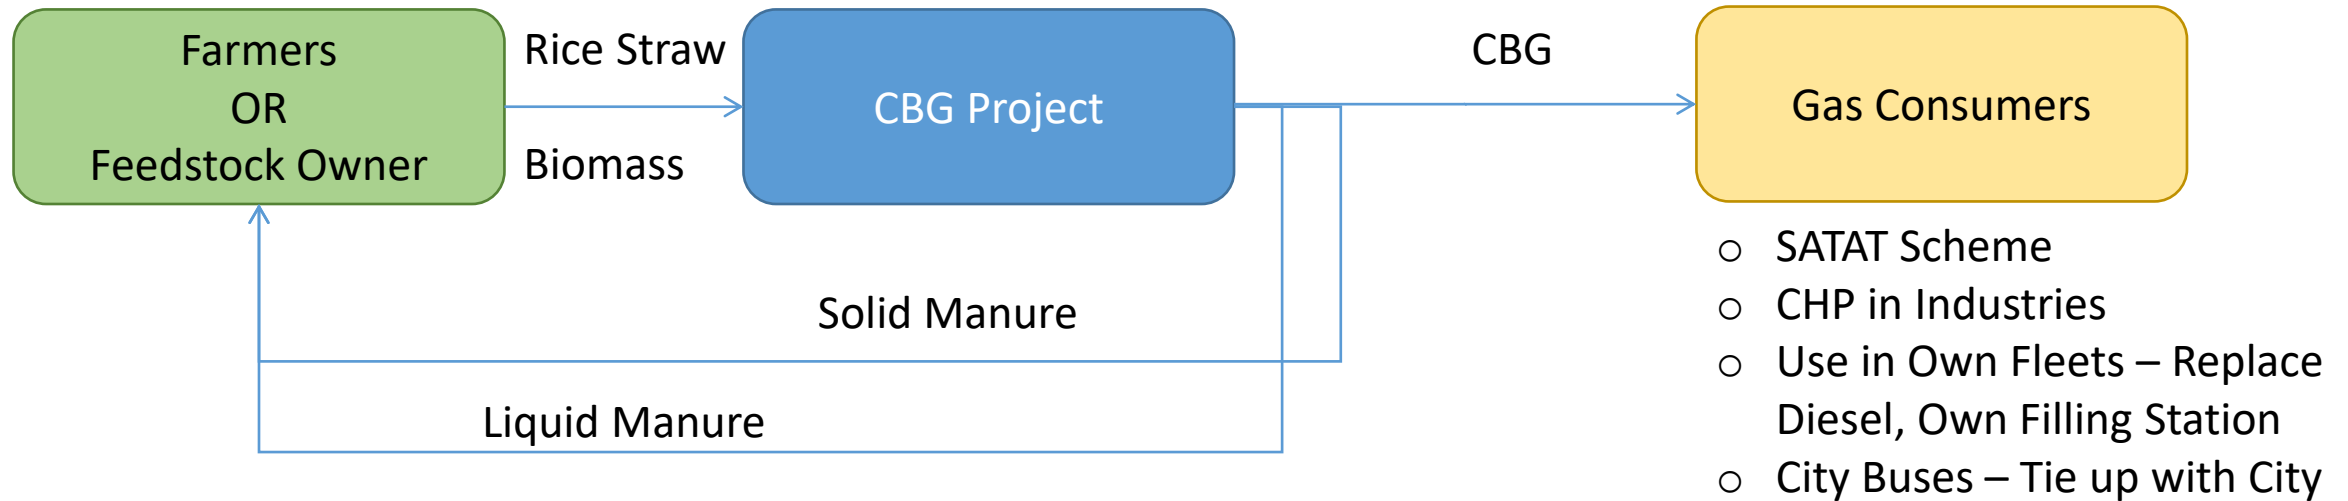 Farmers
OR
Feedstock Owner
Rice Straw
Biomass
CBG Project
CBG
Gas Consumers
Solid Manure
Liquid Manure
○ SATAT Scheme
○ CHP in Industries
○ Use in Own Fleets – Replace
Diesel, Own Filling Station
○ City Buses – Tie up with City